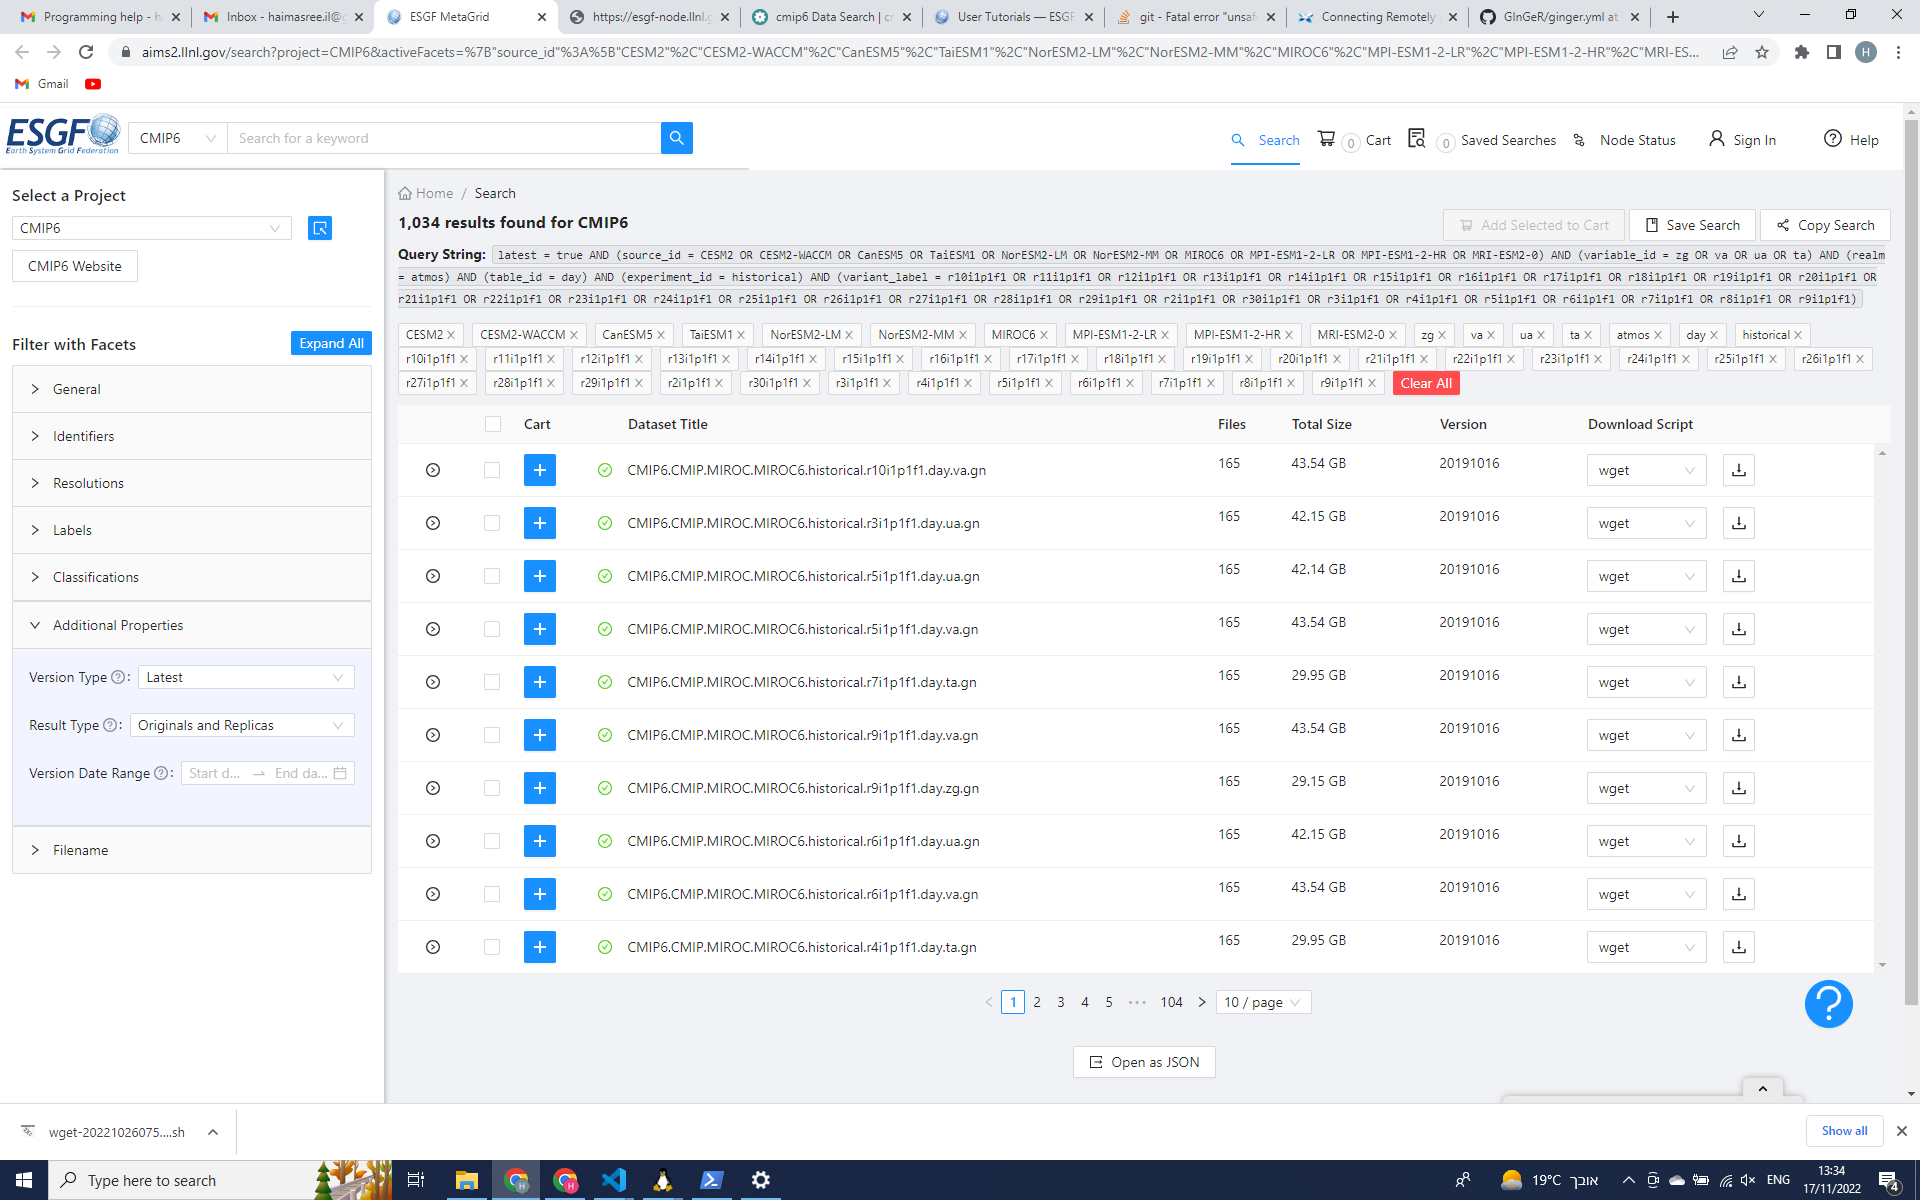 Programming help - h
Inbox - haimasree.il@g
ESGF MetaGrid
https://esgf-node.llnl.g
cmip6 Data Search | cm
User Tutorials — ESGF
git - Fatal error "unsaf
Connecting Remotely
GInGeR/ginger.yml at
aims2.llnl.gov/search?project=CMIP6&activeFacets=%7B"source_id"%3A%5B"CESM2"%2C"CESM2-WACCM"%2C"CanESM5"%2C"TaiESM1"%2C"NorESM2-LM"%2C"NorESM2-MM"%2C"MIROC6"%2C"MPI-ESM1-2-LR"%2C"MPI-ESM1-2-HR"%2C"MRI-ES...
H
Gmail
ESGF
Earth System Grid Federation
CMIP6
Search for a keyword
Search
0 Cart
0 Saved Searches
Node Status
Sign In
Help
Select a Project
CMIP6
CMIP6 Website
Filter with Facets
Expand All
General
Identifiers
Resolutions
Labels
Classifications
Additional Properties
Version Type ? : Latest
Result Type ? : Originals and Replicas
Version Date Range ? : Start d... → End da...
Filename
Home / Search
1,034 results found for CMIP6
Add Selected to Cart
Save Search
Copy Search
Query String: latest = true AND (source_id = CESM2 OR CESM2-WACCM OR CanESM5 OR TaiESM1 OR NorESM2-LM OR NorESM2-MM OR MIROC6 OR MPI-ESM1-2-LR OR MPI-ESM1-2-HR OR MRI-ESM2-0) AND (variable_id = zg OR va OR ua OR ta) AND (realm
= atmos) AND (table_id = day) AND (experiment_id = historical) AND (variant_label = r10i1p1f1 OR r11i1p1f1 OR r12i1p1f1 OR r13i1p1f1 OR r14i1p1f1 OR r15i1p1f1 OR r16i1p1f1 OR r17i1p1f1 OR r18i1p1f1 OR r19i1p1f1 OR r20i1p1f1 OR
r21i1p1f1 OR r22i1p1f1 OR r23i1p1f1 OR r24i1p1f1 OR r25i1p1f1 OR r26i1p1f1 OR r27i1p1f1 OR r28i1p1f1 OR r29i1p1f1 OR r2i1p1f1 OR r30i1p1f1 OR r3i1p1f1 OR r4i1p1f1 OR r5i1p1f1 OR r6i1p1f1 OR r7i1p1f1 OR r8i1p1f1 OR r9i1p1f1)
CESM2 CESM2-WACCM CanESM5 TaiESM1 NorESM2-LM NorESM2-MM MIROC6 MPI-ESM1-2-LR MPI-ESM1-2-HR MRI-ESM2-0 zg va ua ta atmos day historical
r10i1p1f1 r11i1p1f1 r12i1p1f1 r13i1p1f1 r14i1p1f1 r15i1p1f1 r16i1p1f1 r17i1p1f1 r18i1p1f1 r19i1p1f1 r20i1p1f1 r21i1p1f1 r22i1p1f1 r23i1p1f1 r24i1p1f1 r25i1p1f1 r26i1p1f1
r27i1p1f1 r28i1p1f1 r29i1p1f1 r2i1p1f1 r30i1p1f1 r3i1p1f1 r4i1p1f1 r5i1p1f1 r6i1p1f1 r7i1p1f1 r8i1p1f1 r9i1p1f1 Clear All
Cart Dataset Title Files Total Size Version Download Script
CMIP6.CMIP.MIROC.MIROC6.historical.r10i1p1f1.day.va.gn 165 43.54 GB 20191016 wget
CMIP6.CMIP.MIROC.MIROC6.historical.r3i1p1f1.day.ua.gn 165 42.15 GB 20191016 wget
CMIP6.CMIP.MIROC.MIROC6.historical.r5i1p1f1.day.ua.gn 165 42.14 GB 20191016 wget
CMIP6.CMIP.MIROC.MIROC6.historical.r5i1p1f1.day.va.gn 165 43.54 GB 20191016 wget
CMIP6.CMIP.MIROC.MIROC6.historical.r7i1p1f1.day.ta.gn 165 29.95 GB 20191016 wget
CMIP6.CMIP.MIROC.MIROC6.historical.r9i1p1f1.day.va.gn 165 43.54 GB 20191016 wget
CMIP6.CMIP.MIROC.MIROC6.historical.r9i1p1f1.day.zg.gn 165 29.15 GB 20191016 wget
CMIP6.CMIP.MIROC.MIROC6.historical.r6i1p1f1.day.ua.gn 165 42.15 GB 20191016 wget
CMIP6.CMIP.MIROC.MIROC6.historical.r6i1p1f1.day.va.gn 165 43.54 GB 20191016 wget
CMIP6.CMIP.MIROC.MIROC6.historical.r4i1p1f1.day.ta.gn 165 29.95 GB 20191016 wget
< 1 2 3 4 5 ••• 104 > 10 / page
?
Open as JSON
wget-20221026075....sh
Show all
Type here to search
19°C אובך
ENG
13:34
17/11/2022
4